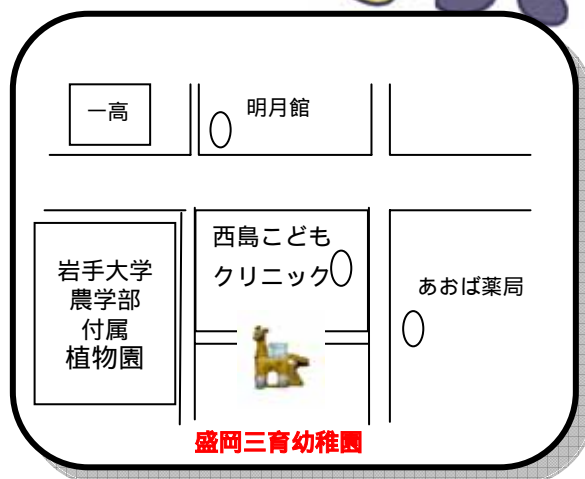 一高
明月館
西島こども
クリニック
岩手大学
農学部
付属
植物園
あおば薬局
盛岡三育幼稚園